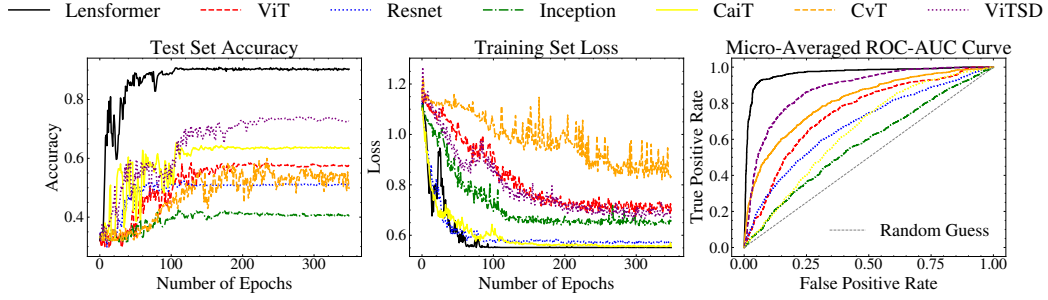 Lensformer ViT Resnet Inception CaiT CvT ViTSD
Test Set Accuracy
Accuracy
0.8
0.6
0.4
0 100 200 300
Number of Epochs
Training Set Loss
Loss
1.2
1.0
0.8
0.6
0 100 200 300
Number of Epochs
Micro-Averaged ROC-AUC Curve
True Positive Rate
1.0
0.8
0.6
0.4
0.2
0.0
Random Guess
0.00 0.25 0.50 0.75 1.00
False Positive Rate